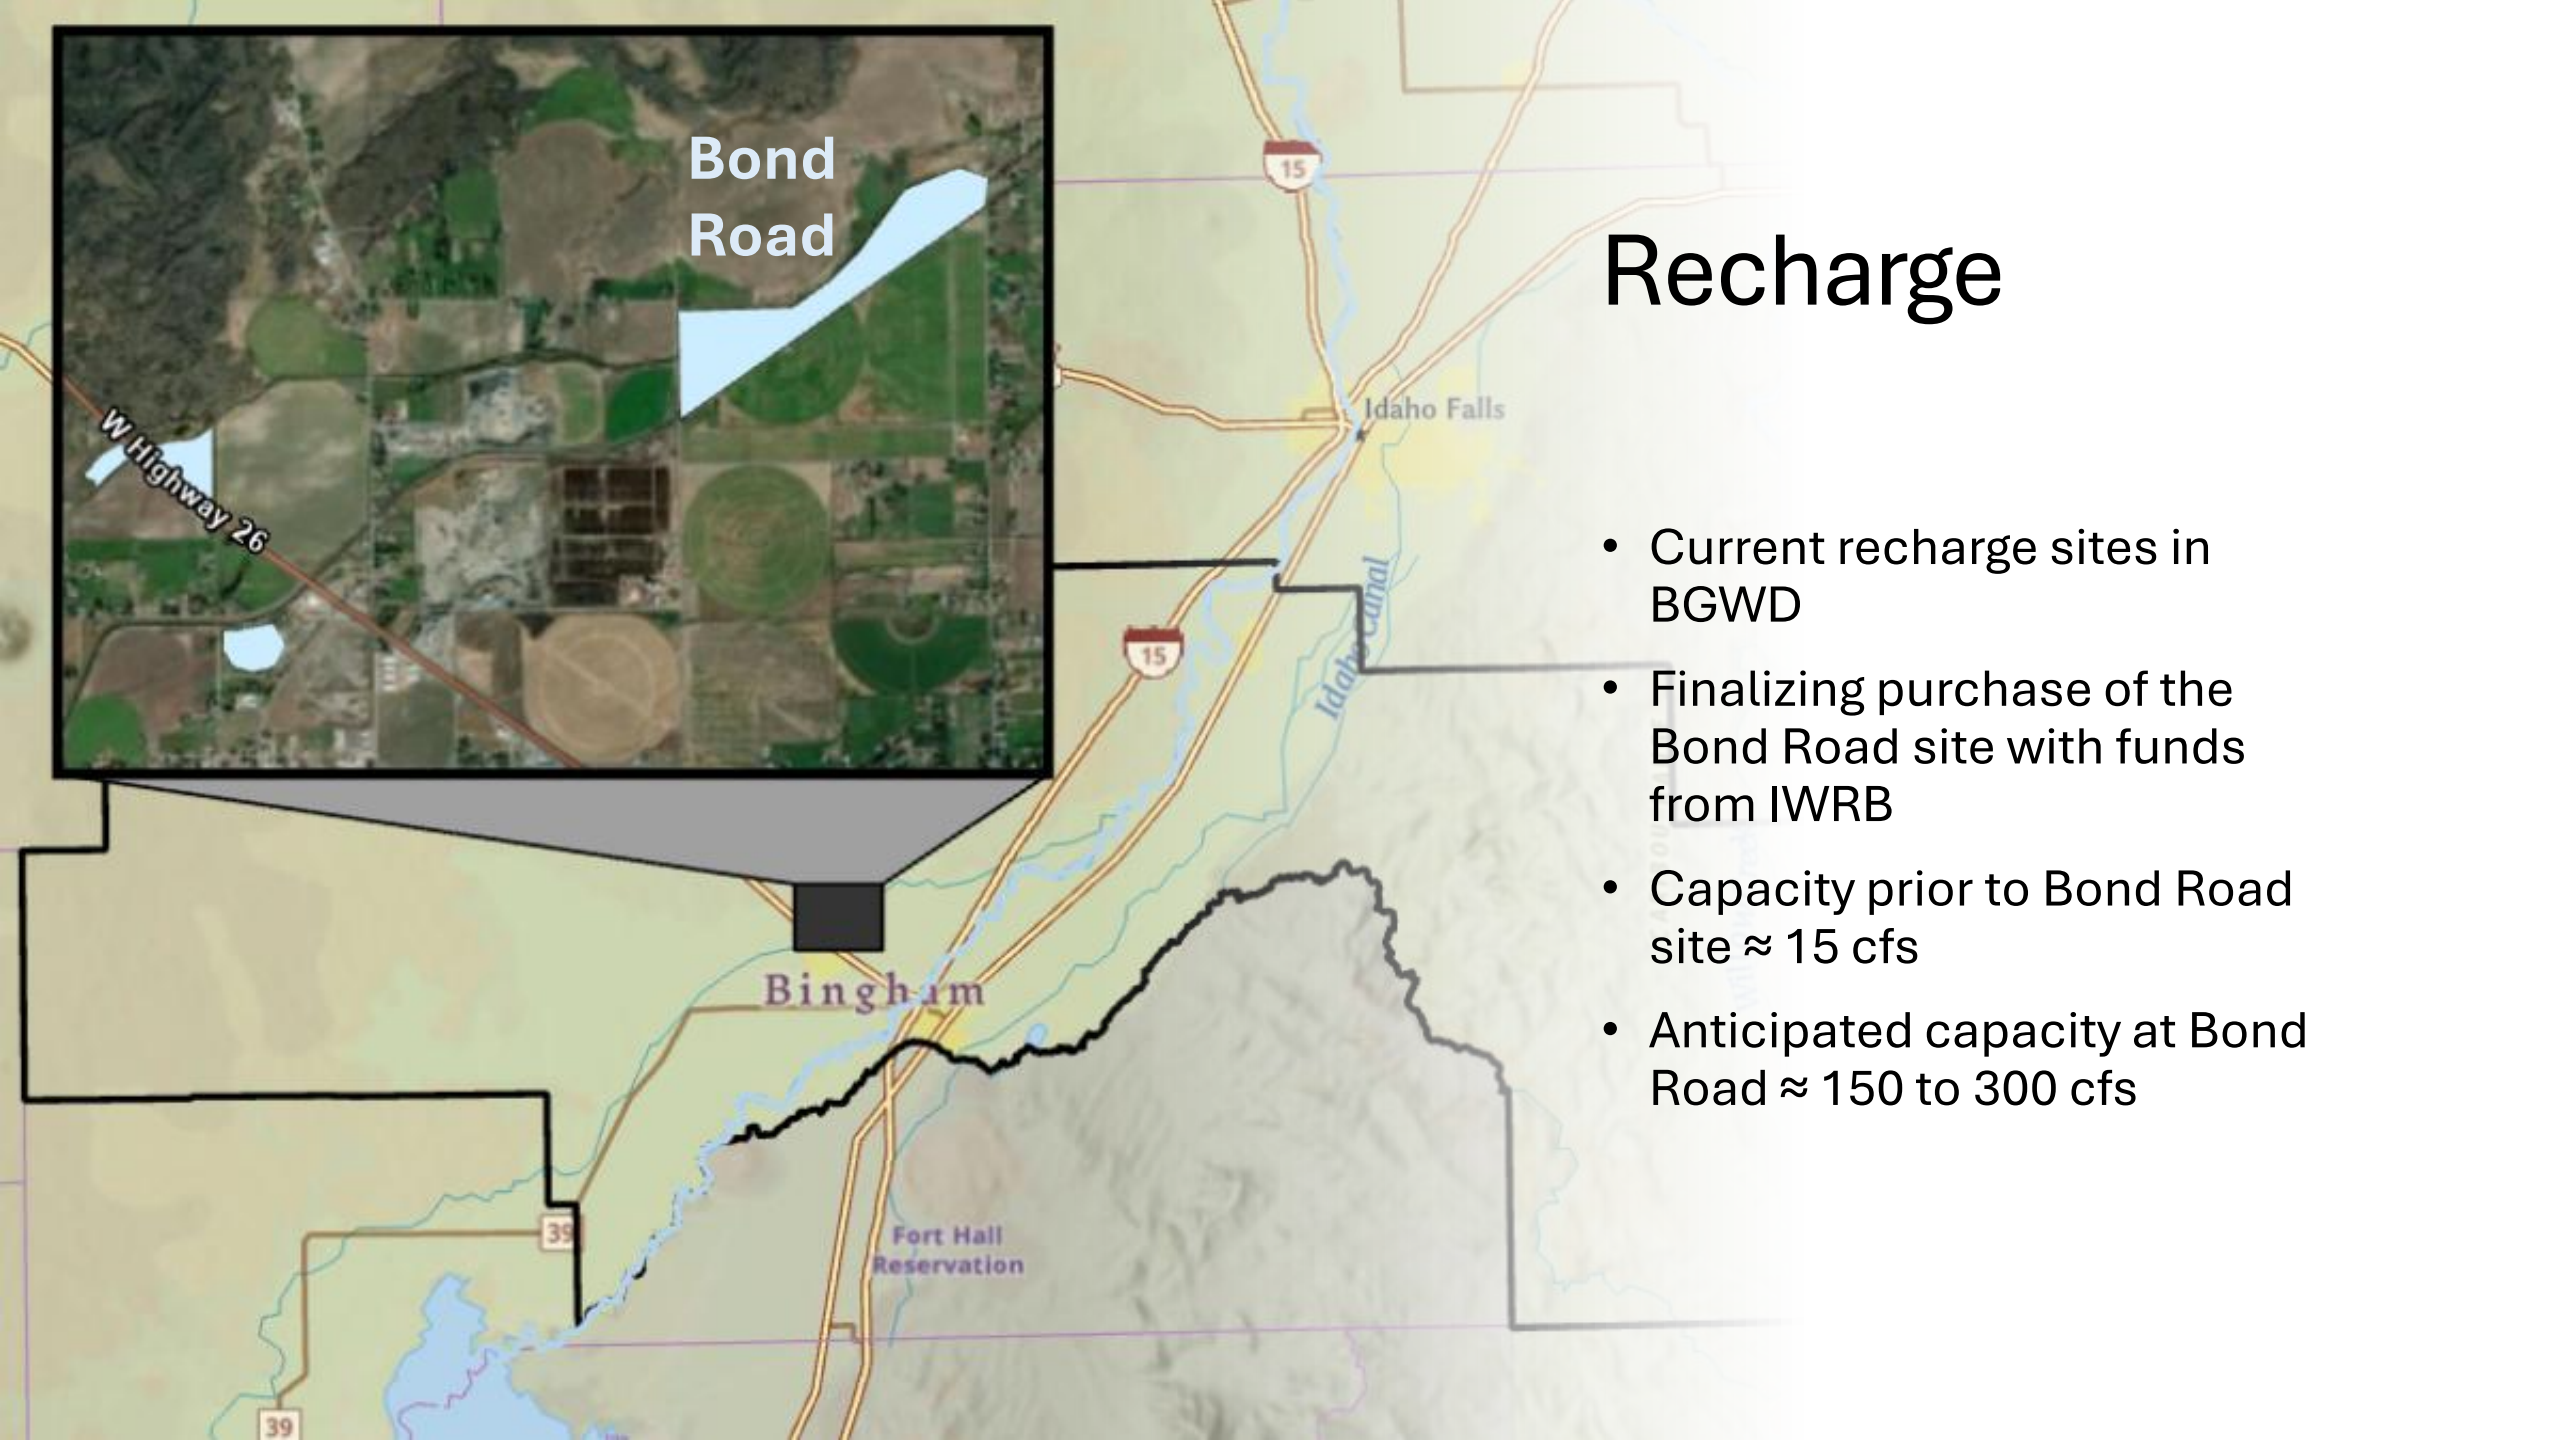 Bond
Road
W Highway 26
15
Idaho Falls
15
Idaho Canal
Bingham
39
Fort Hall
Reservation
39
Recharge
• Current recharge sites in
BGWD
• Finalizing purchase of the
Bond Road site with funds
from IWRB
• Capacity prior to Bond Road
site ≈ 15 cfs
• Anticipated capacity at Bond
Road ≈ 150 to 300 cfs